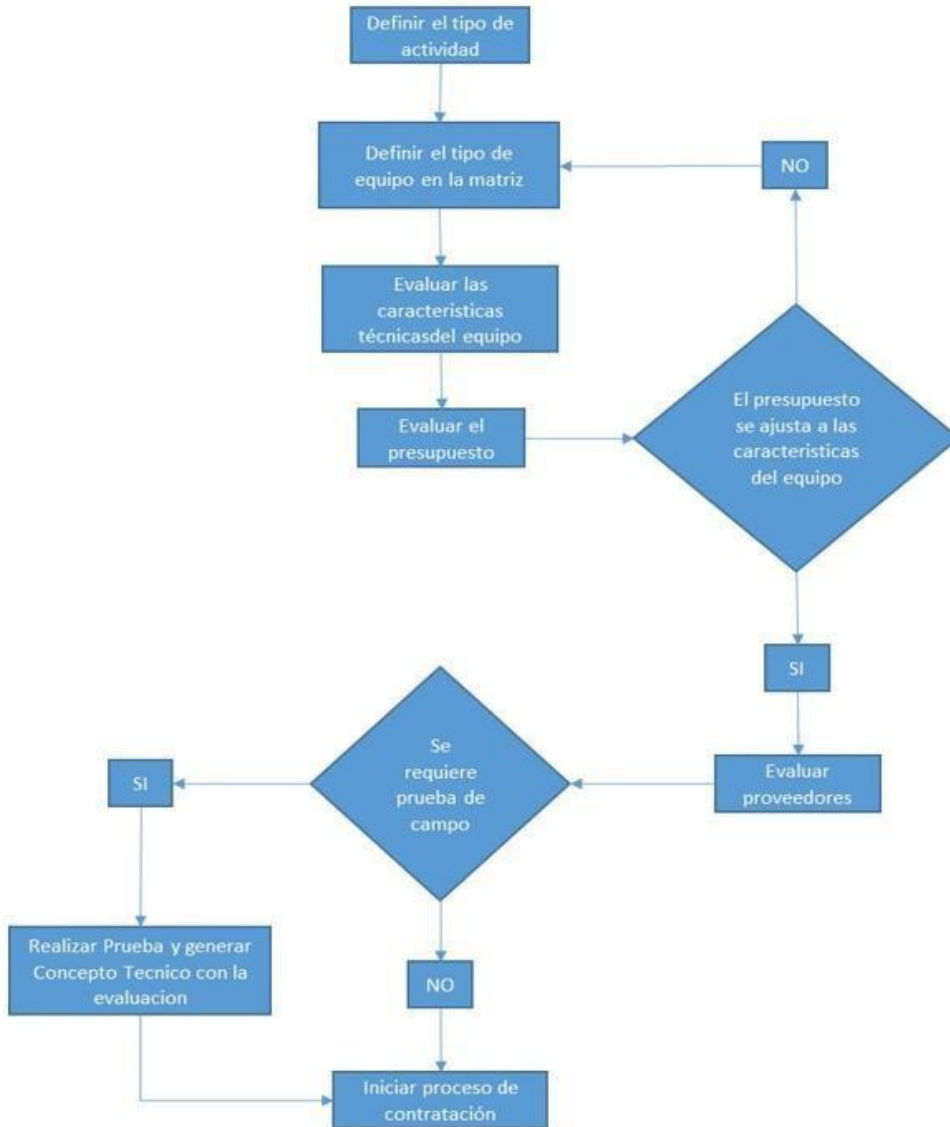 Definir el tipo de
actividad
Definir el tipo de
equipo en la matriz
NO
Evaluar las
caracteristicas
técnicasdel equipo
Evaluar el
presupuesto
El presupuesto
se ajusta a las
caracteristicas
del equipo
SI
Evaluar
proveedores
Se
requiere
prueba de
campo
SI
Realizar Prueba y generar
Concepto Tecnico con la
evaluacion
NO
Iniciar proceso de
contratación